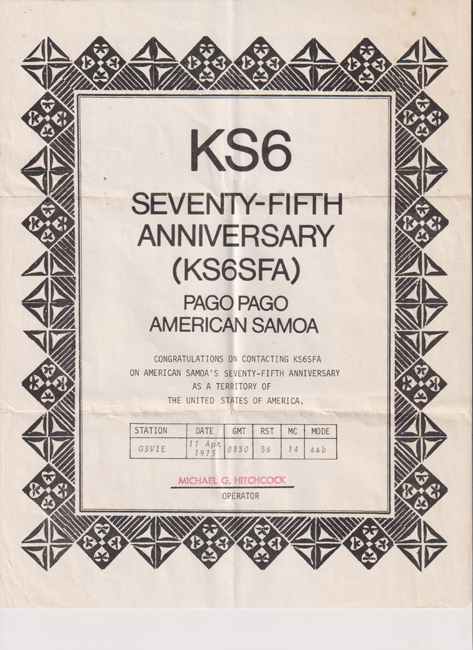 KS6
SEVENTY-FIFTH
ANNIVERSARY
(KS6SFA)
PAGO PAGO
AMERICAN SAMOA
CONGRATULATIONS ON CONTACTING KS6SFA
ON AMERICAN SAMOA'S SEVENTY-FIFTH ANNIVERSARY
AS A TERRITORY OF
THE UNITED STATES OF AMERICA.
STATION DATE GMT RST MC MODE
G3VIE 17 Apr 1975 0830 56 14 ssb
MICHAEL G. HITCHCOCK
OPERATOR